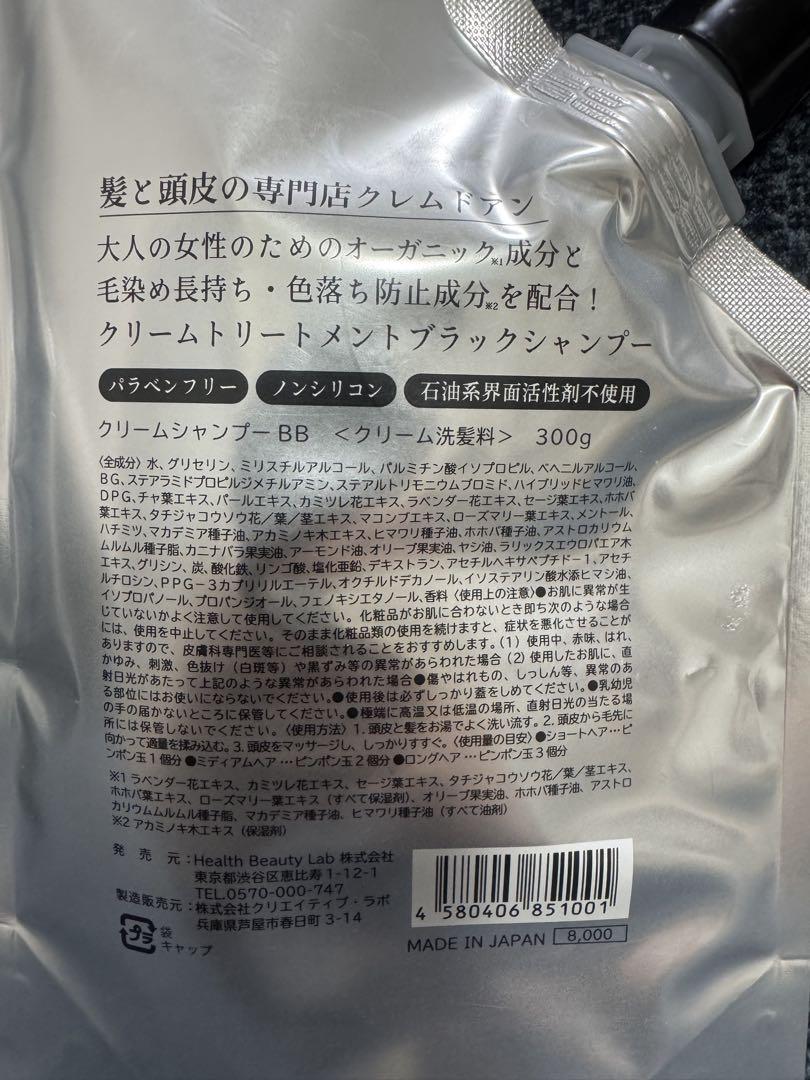 髪と頭皮の専門店クレムドアン
大人の女性のためのオーガニック※1成分と
毛染め長持ち・色落ち防止成分※2を配合！
クリームトリートメントブラックシャンプー
パラベンフリー ノンシリコン 石油系界面活性剤不使用
クリームシャンプーBB ＜クリーム洗髪料＞ 300g
〈全成分〉水、グリセリン、ミリスチルアルコール、パルミチン酸イソプロピル、ベヘニルアルコール、
BG、ステアラミドプロピルジメチルアミン、ステアルトリモニウムブロミド、ハイブリッドヒマワリ油、
DPG、チャ葉エキス、パールエキス、カミツレ花エキス、ラベンダー花エキス、セージ葉エキス、ホホバ
葉エキス、タチジャコウソウ花／葉／茎エキス、マコンブエキス、ローズマリー葉エキス、メントール、
ハチミツ、マカデミア種子油、アカミノキ木エキス、ヒマワリ種子油、ホホバ種子油、アストロカリウム
ムルムル種子脂、カニナバラ果実油、アーモンド油、オリーブ果実油、ヤシ油、ラリックスエウロパエア木
エキス、グリシン、炭、酸化鉄、リンゴ酸、塩化亜鉛、デキストラン、アセチルヘキサペプチド-1、アセチ
ルチロシン、PPG-3カプリリルエーテル、オクチルドデカノール、イソステアリン酸水添ヒマシ油、
イソプロパノール、プロパンジオール、フェノキシエタノール、香料〈使用上の注意〉●お肌に異常が生
じていないかよく注意して使用してください。化粧品がお肌に合わないとき即ち次のような場合
には、使用を中止してください。そのまま化粧品類の使用を続けますと、症状を悪化させることが
ありますので、皮膚科専門医等にご相談されることをおすすめします。(1) 使用中、赤味、はれ、
かゆみ、刺激、色抜け（白斑等）や黒ずみ等の異常があらわれた場合 (2) 使用したお肌に、直
射日光があたって上記のような異常があらわれた場合●傷やはれもの、しっしん等、異常のあ
る部位にはお使いにならないでください。●使用後は必ずしっかり蓋をしめてください。●乳幼児
の手の届かないところに保管してください。●極端に高温又は低温の場所、直射日光の当たる場
所には保管しないでください。〈使用方法〉1. 頭皮と髪をお湯でよく洗い流す。2. 頭皮から毛先に
向かって適量を揉み込む。3. 頭皮をマッサージし、しっかりすすぐ。〈使用量の目安〉●ショートヘア…ピ
ンポン玉1個分 ●ミディアムヘア…ピンポン玉2個分 ●ロングヘア…ピンポン玉3個分
※1 ラベンダー花エキス、カミツレ花エキス、セージ葉エキス、タチジャコウソウ花／葉／茎エキス、
ホホバ葉エキス、ローズマリー葉エキス（すべて保湿剤）、オリーブ果実油、ホホバ種子油、アストロ
カリウムムルムル種子脂、マカデミア種子油、ヒマワリ種子油（すべて油剤）
※2 アカミノキ木エキス（保湿剤）
発売元：Health Beauty Lab 株式会社
東京都渋谷区恵比寿1-12-1
TEL.0570-000-747
製造販売元：株式会社クリエイティブ・ラボ
兵庫県芦屋市春日町3-14
プラ 袋
キャップ
4 580406 851001
MADE IN JAPAN 8,000